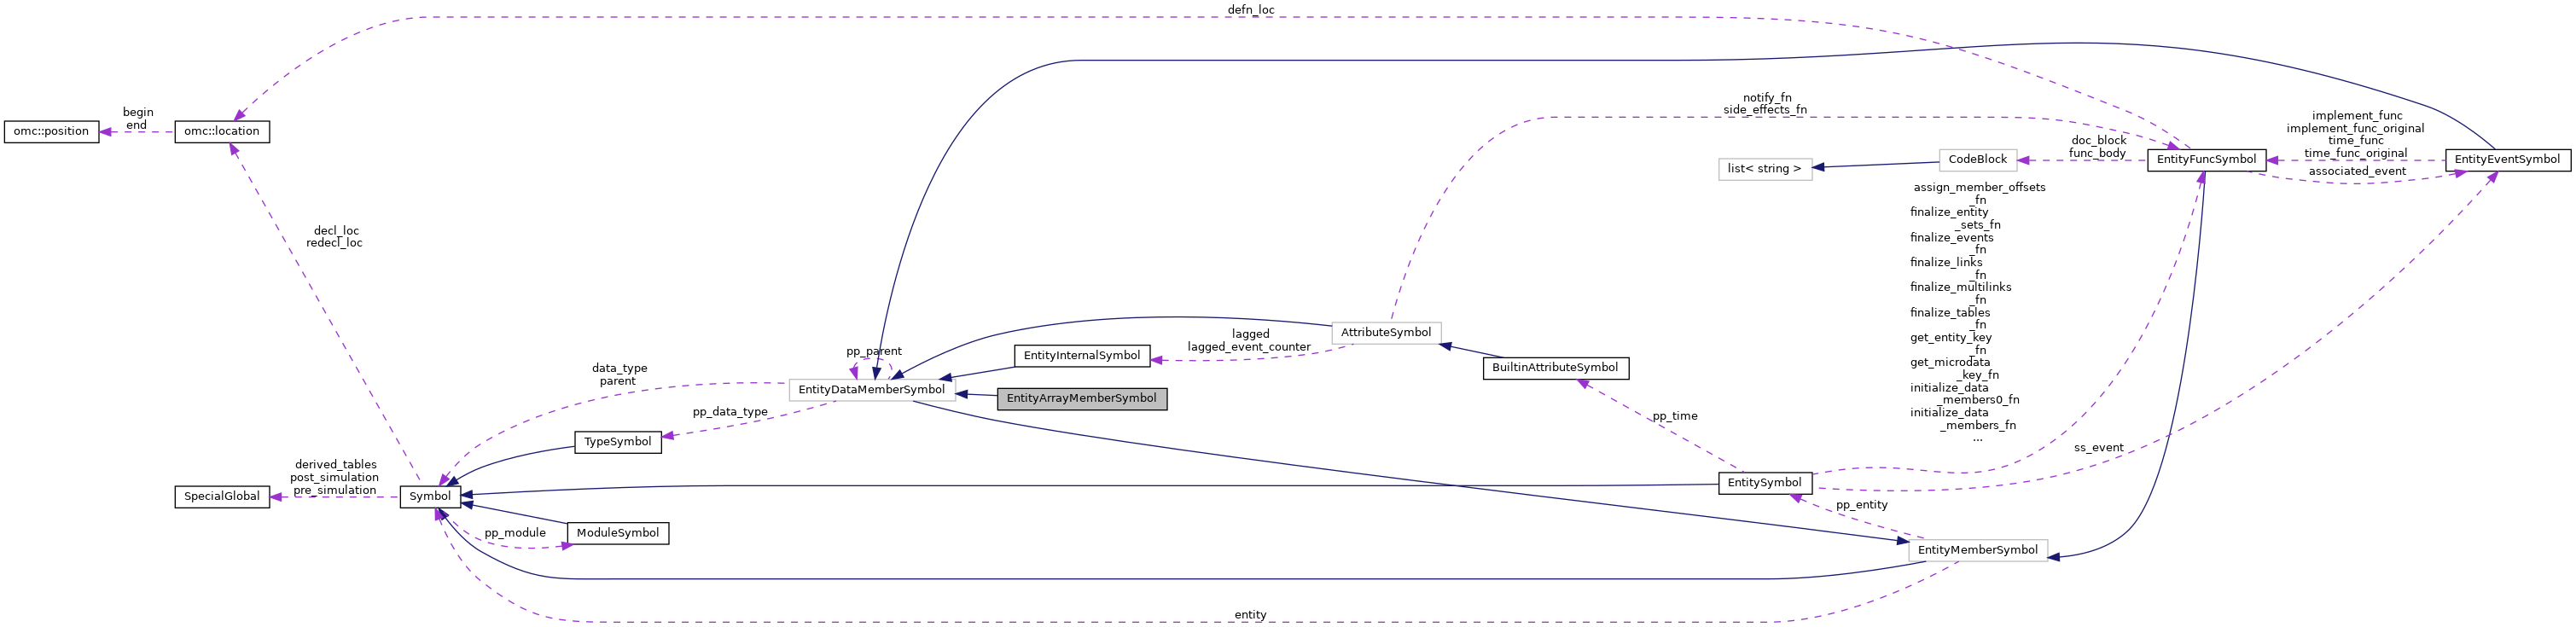 defn_loc
notify_fn
side_effects_fn
begin
end
implement_func
implement_func_original
time_func
time_func_original
omc::position
omc::location
doc_block
func_body
list< string >
CodeBlock
EntityFuncSymbol
EntityEventSymbol
associated_event
assign_member_offsets
_fn
finalize_entity
_sets_fn
finalize_events
_fn
finalize_links
_fn
finalize_multilinks
_fn
finalize_tables
_fn
get_entity_key
_fn
get_microdata
_key_fn
initialize_data
_members0_fn
initialize_data
_members_fn
...
decl_loc
redecl_loc
AttributeSymbol
lagged
lagged_event_counter
pp_parent
EntityInternalSymbol
BuiltinAttributeSymbol
data_type
parent
EntityDataMemberSymbol
EntityArrayMemberSymbol
pp_data_type
pp_time
TypeSymbol
ss_event
derived_tables
post_simulation
pre_simulation
SpecialGlobal
Symbol
EntitySymbol
pp_entity
pp_module
ModuleSymbol
EntityMemberSymbol
entity